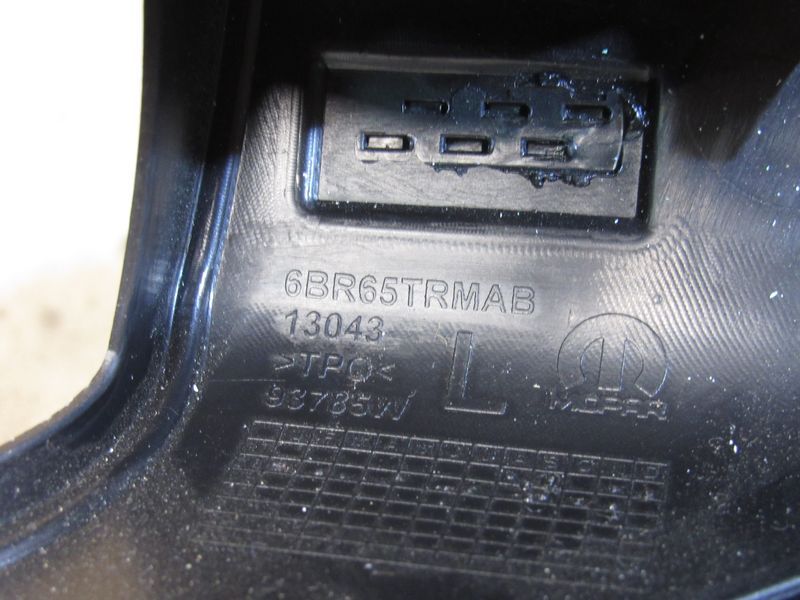 6BR65TRMAB
13043
>TPO<
93785W
L
MOPAR